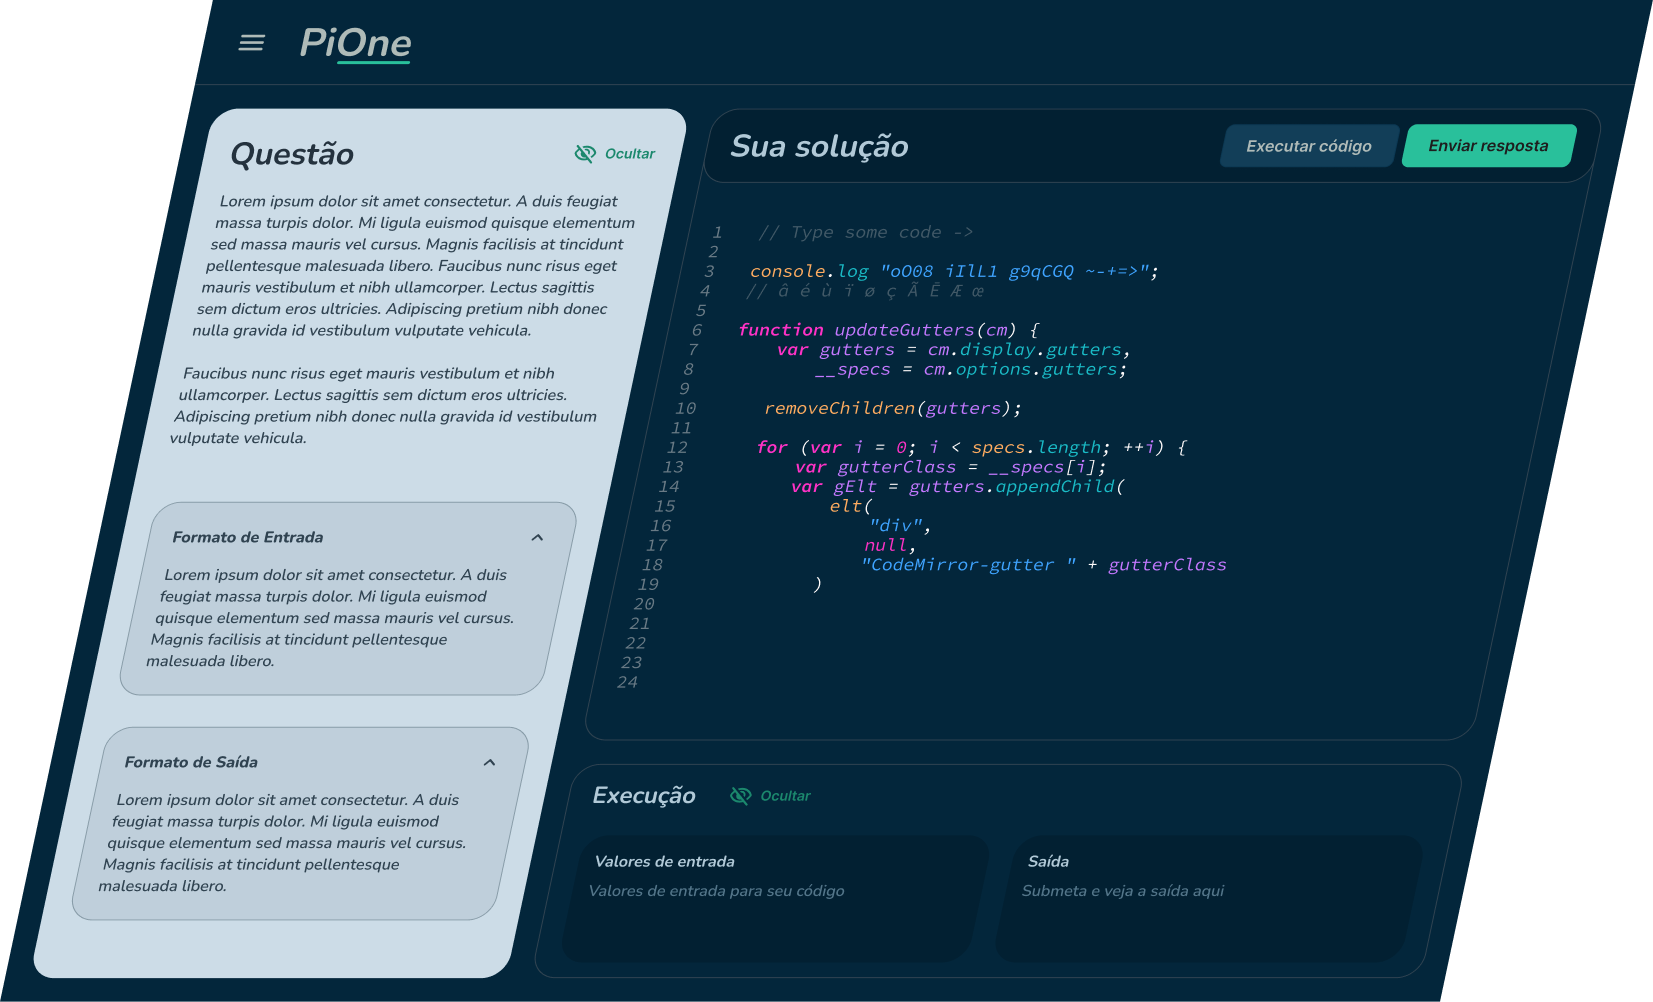 PiOne
Questão
Ocultar
Lorem ipsum dolor sit amet consectetur. A duis feugiat
massa turpis dolor. Mi ligula euismod quisque elementum
sed massa mauris vel cursus. Magnis facilisis at tincidunt
pellentesque malesuada libero. Faucibus nunc risus eget
mauris vestibulum et nibh ullamcorper. Lectus sagittis
sem dictum eros ultricies. Adipiscing pretium nibh donec
nulla gravida id vestibulum vulputate vehicula.
Faucibus nunc risus eget mauris vestibulum et nibh
ullamcorper. Lectus sagittis sem dictum eros ultricies.
Adipiscing pretium nibh donec nulla gravida id vestibulum
vulputate vehicula.
Formato de Entrada
Lorem ipsum dolor sit amet consectetur. A duis
feugiat massa turpis dolor. Mi ligula euismod
quisque elementum sed massa mauris vel cursus.
Magnis facilisis at tincidunt pellentesque
malesuada libero.
Formato de Saída
Lorem ipsum dolor sit amet consectetur. A duis
feugiat massa turpis dolor. Mi ligula euismod
quisque elementum sed massa mauris vel cursus.
Magnis facilisis at tincidunt pellentesque
malesuada libero.
Sua solução
Executar código
Enviar resposta
1 // Type some code ->
2
3 console.log "oO08 iIlL1 g9qCGQ ~-+=>";
4 // â é ù ï ø ç Ã Ē Æ œ
5
6 function updateGutters(cm) {
7 var gutters = cm.display.gutters,
8 __specs = cm.options.gutters;
9
10 removeChildren(gutters);
11
12 for (var i = 0; i < specs.length; ++i) {
13 var gutterClass = __specs[i];
14 var gElt = gutters.appendChild(
15 elt(
16 "div",
17 null,
18 "CodeMirror-gutter " + gutterClass
19 )
20
21
22
23
24
Execução
Ocultar
Valores de entrada
Valores de entrada para seu código
Saída
Submeta e veja a saída aqui